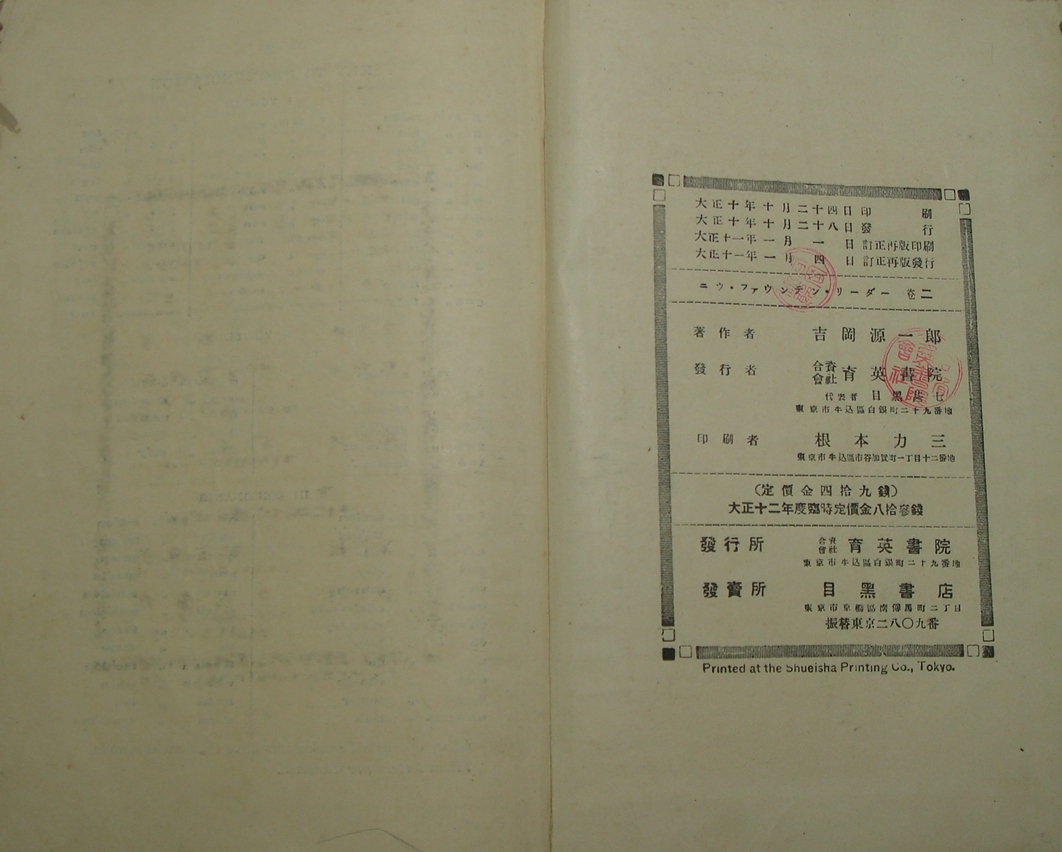 大正十年十月二十四日印刷
大正十年十月二十八日發行
大正十一年一月一日訂正再版印刷
大正十一年一月四日訂正再版發行
ニウ・ファウンテン・リーダー 卷二
著作者 吉岡源一郎
發行者 合資會社 育英書院
代表者 目黑甚七
東京市牛込區白銀町二十九番地
印刷者 根本力三
東京市牛込區市谷加賀町一丁目十二番地
(定價金四拾九錢)
大正十二年度臨時定價金八拾參錢
發行所 合資會社 育英書院
東京市牛込區白銀町二十九番地
發賣所 目黑書店
東京市京橋區南傳馬町二丁目
振替東京二八〇九番
Printed at the Shueisha Printing Co., Tokyo.